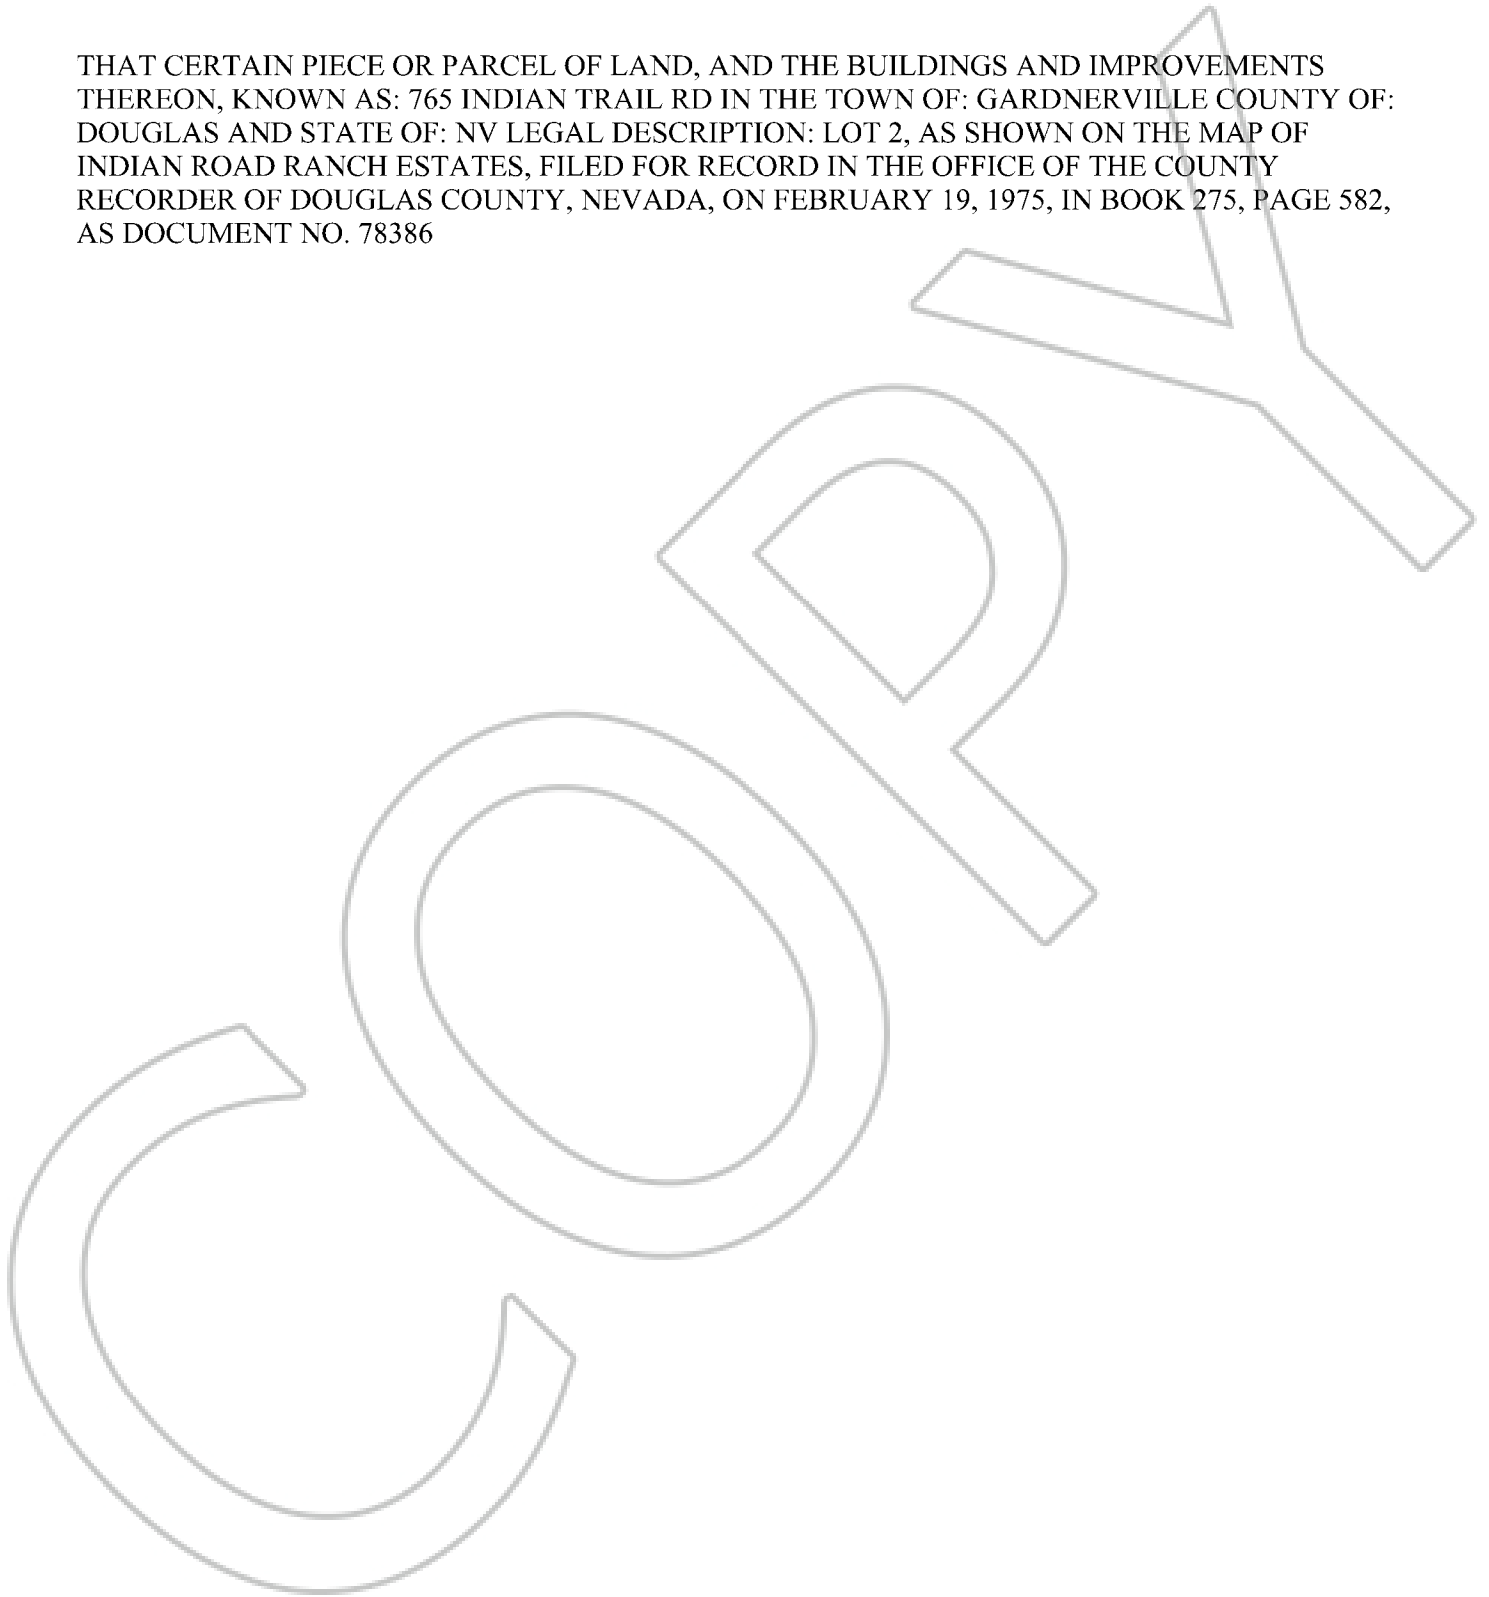 THAT CERTAIN PIECE OR PARCEL OF LAND, AND THE BUILDINGS AND IMPROVEMENTS
THEREON, KNOWN AS: 765 INDIAN TRAIL RD IN THE TOWN OF: GARDNERVILLE COUNTY OF:
DOUGLAS AND STATE OF: NV LEGAL DESCRIPTION: LOT 2, AS SHOWN ON THE MAP OF
INDIAN ROAD RANCH ESTATES, FILED FOR RECORD IN THE OFFICE OF THE COUNTY
RECORDER OF DOUGLAS COUNTY, NEVADA, ON FEBRUARY 19, 1975, IN BOOK 275, PAGE 582,
AS DOCUMENT NO. 78386
COPY